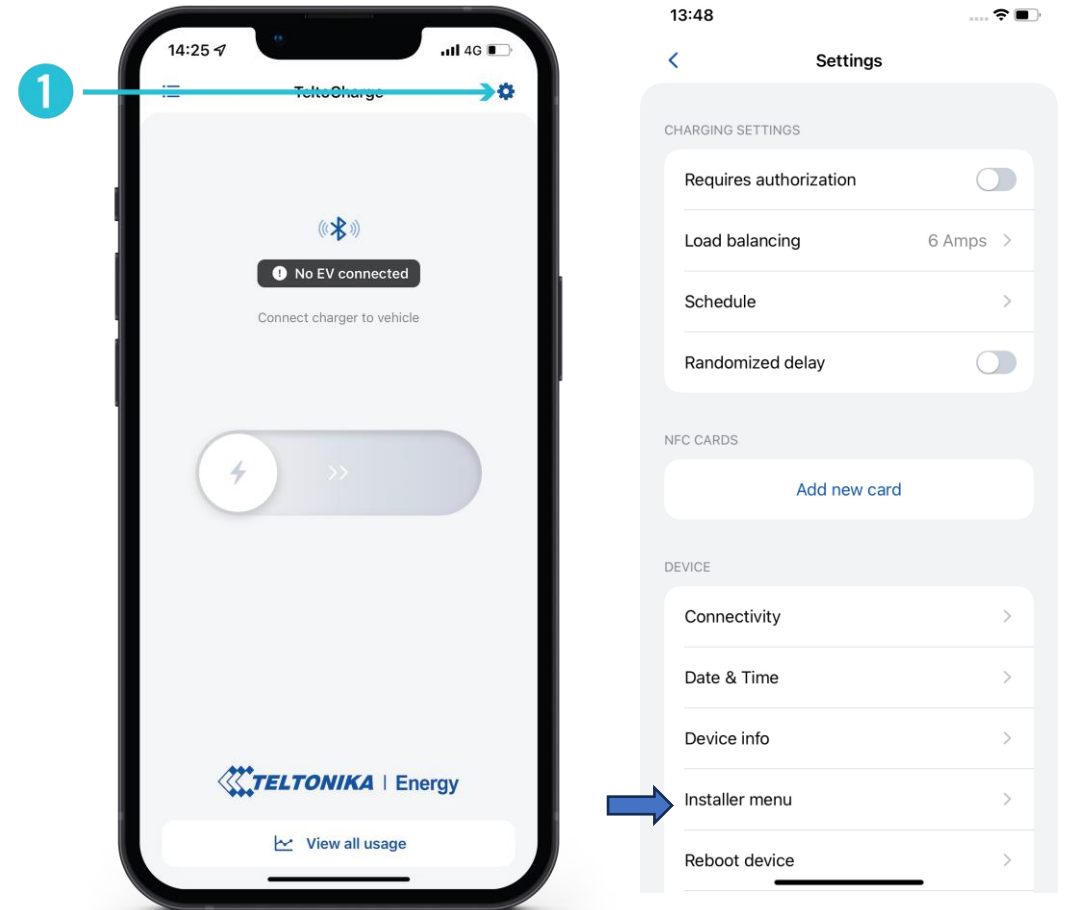 1
14:25
4G
TeltoCharge
No EV connected
Connect charger to vehicle
TELTONIKA | Energy
View all usage
13:48
Settings
CHARGING SETTINGS
Requires authorization
Load balancing 6 Amps
Schedule
Randomized delay
NFC CARDS
Add new card
DEVICE
Connectivity
Date & Time
Device info
Installer menu
Reboot device